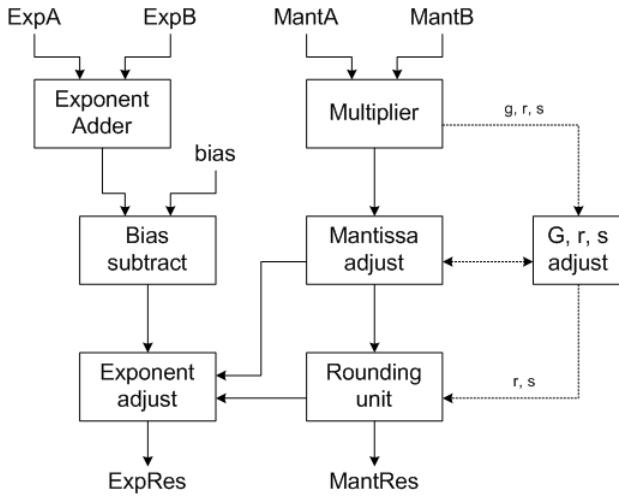 ExpA
ExpB
MantA
MantB
Exponent
Adder
Multiplier
g, r, s
bias
Bias
subtract
Mantissa
adjust
G, r, s
adjust
Exponent
adjust
Rounding
unit
r, s
ExpRes
MantRes